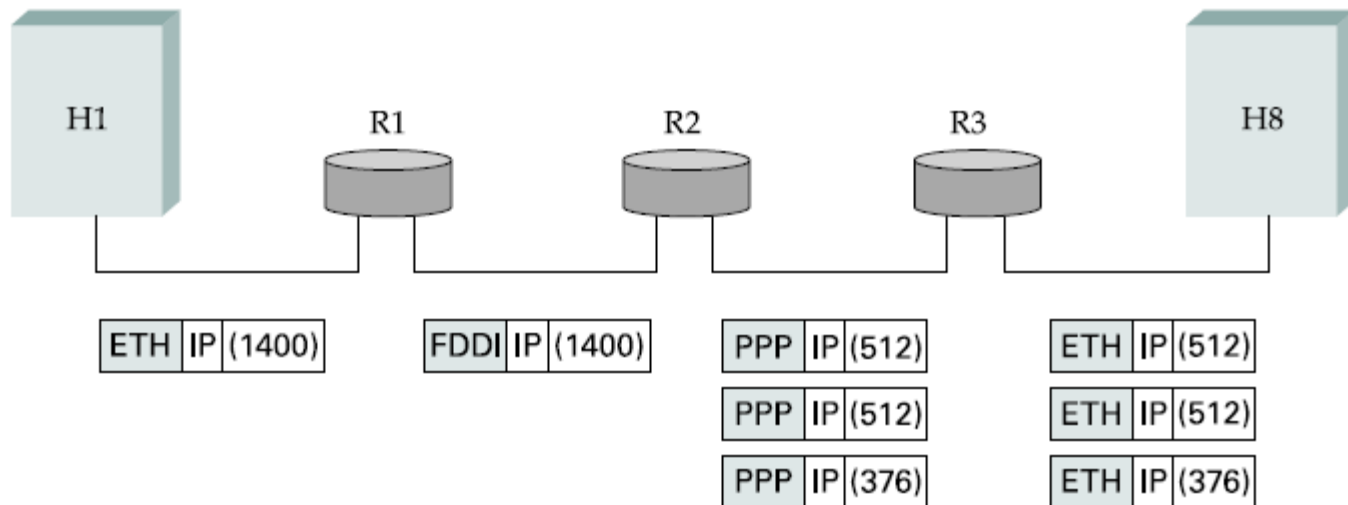 H1
R1
R2
R3
H8
ETH IP (1400)
FDDI IP (1400)
PPP IP (512)
ETH IP (512)
PPP IP (512)
ETH IP (512)
PPP IP (376)
ETH IP (376)